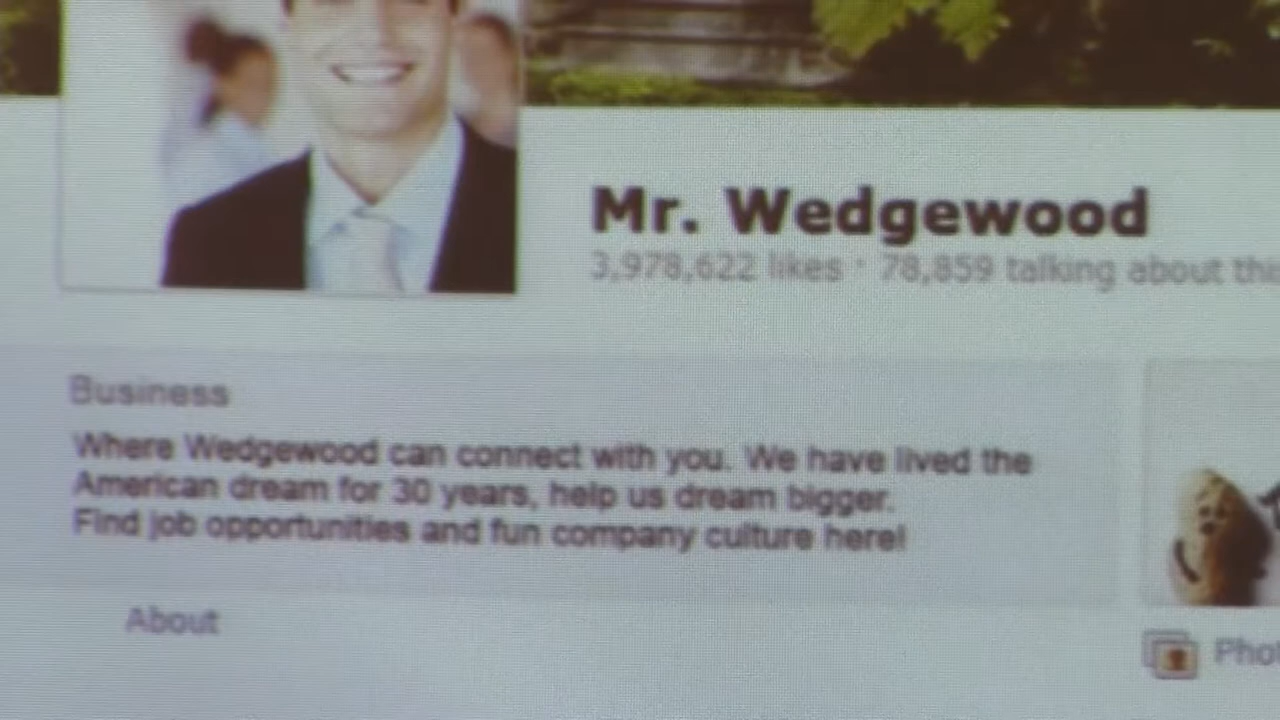 Mr. Wedgewood
3,978,622 likes · 78,859 talking about this
Business
Where Wedgewood can connect with you. We have lived the
American dream for 30 years, help us dream bigger.
Find job opportunities and fun company culture here!
About
Phot